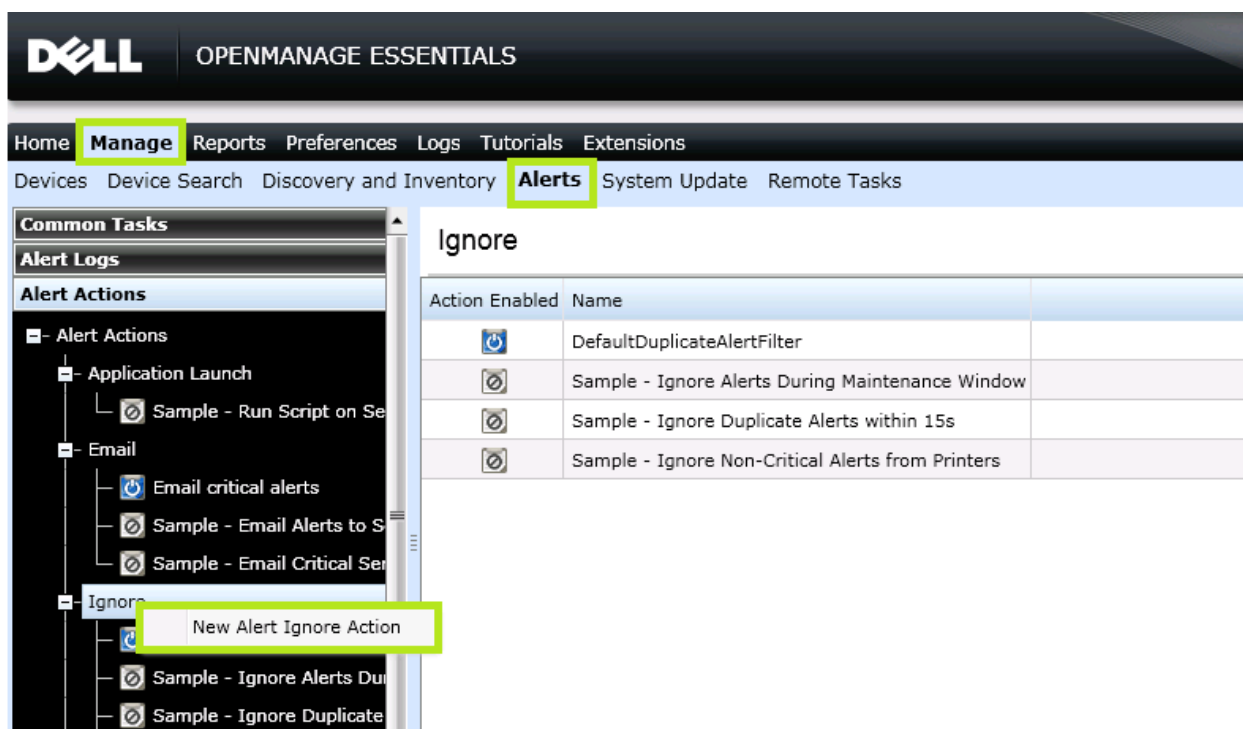 DELL OPENMANAGE ESSENTIALS
Home Manage Reports Preferences Logs Tutorials Extensions
Devices Device Search Discovery and Inventory Alerts System Update Remote Tasks
Common Tasks
Alert Logs
Alert Actions
Alert Actions
Application Launch
Sample - Run Script on Se
Email
Email critical alerts
Sample - Email Alerts to S
Sample - Email Critical Ser
Ignore
New Alert Ignore Action
Sample - Ignore Alerts Du
Sample - Ignore Duplicate
Ignore
Action Enabled Name
DefaultDuplicateAlertFilter
Sample - Ignore Alerts During Maintenance Window
Sample - Ignore Duplicate Alerts within 15s
Sample - Ignore Non-Critical Alerts from Printers